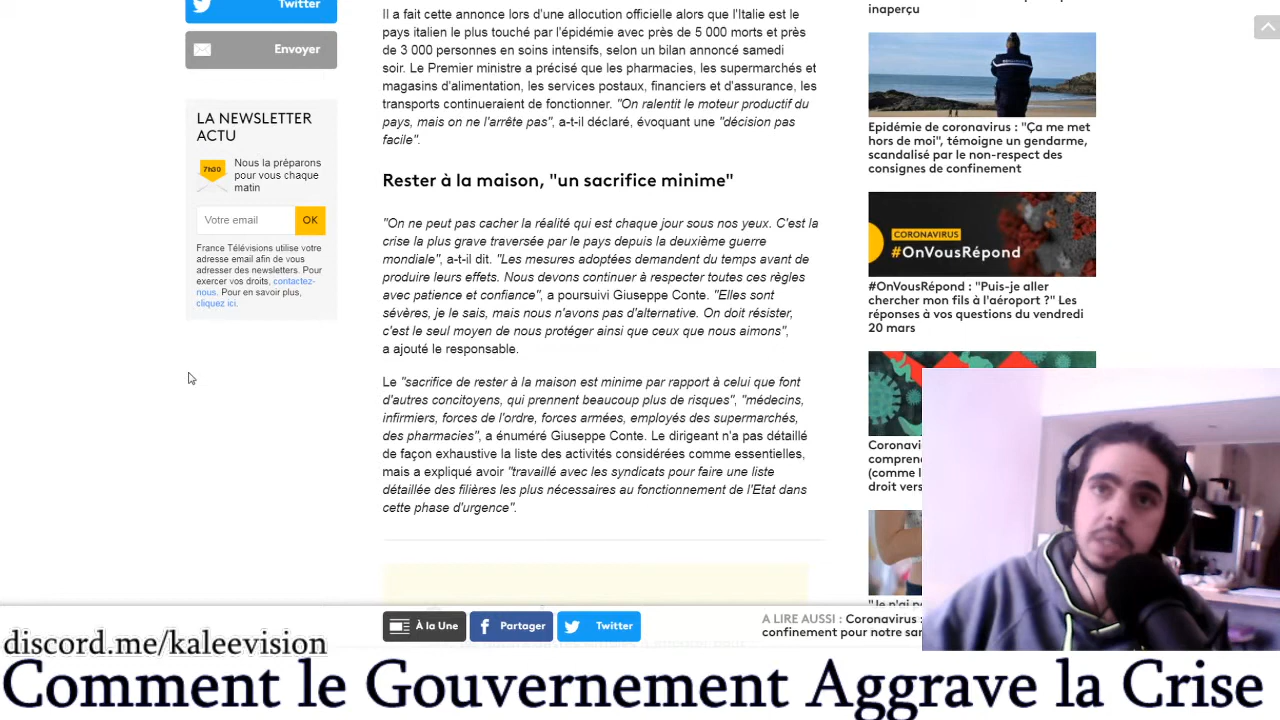 Twitter
Envoyer
LA NEWSLETTER
ACTU
7h30
Nous la préparons
pour vous chaque
matin
Votre email
OK
France Télévisions utilise votre
adresse email afin de vous
adresser des newsletters. Pour
exercer vos droits, contactez-
nous. Pour en savoir plus,
cliquez ici.
Il a fait cette annonce lors d'une allocution officielle alors que l'Italie est le
pays italien le plus touché par l'épidémie avec près de 5 000 morts et près
de 3 000 personnes en soins intensifs, selon un bilan annoncé samedi
soir. Le Premier ministre a précisé que les pharmacies, les supermarchés et
magasins d'alimentation, les services postaux, financiers et d'assurance, les
transports continueraient de fonctionner. "On ralentit le moteur productif du
pays, mais on ne l'arrête pas", a-t-il déclaré, évoquant une "décision pas
facile".
Rester à la maison, "un sacrifice minime"
"On ne peut pas cacher la réalité qui est chaque jour sous nos yeux. C'est la
crise la plus grave traversée par le pays depuis la deuxième guerre
mondiale", a-t-il dit. "Les mesures adoptées demandent du temps avant de
produire leurs effets. Nous devons continuer à respecter toutes ces règles
avec patience et confiance", a poursuivi Giuseppe Conte. "Elles sont
sévères, je le sais, mais nous n'avons pas d'alternative. On doit résister,
c'est le seul moyen de nous protéger ainsi que ceux que nous aimons",
a ajouté le responsable.
Le "sacrifice de rester à la maison est minime par rapport à celui que font
d'autres concitoyens, qui prennent beaucoup plus de risques", "médecins,
infirmiers, forces de l'ordre, forces armées, employés des supermarchés,
des pharmacies", a énuméré Giuseppe Conte. Le dirigeant n'a pas détaillé
de façon exhaustive la liste des activités considérées comme essentielles,
mais a expliqué avoir "travaillé avec les syndicats pour faire une liste
détaillée des filières les plus nécessaires au fonctionnement de l'Etat dans
cette phase d'urgence".
inaperçu
Epidémie de coronavirus : "Ça me met
hors de moi", témoigne un gendarme,
scandalisé par le non-respect des
consignes de confinement
CORONAVIRUS
#OnVousRépond
#OnVousRépond : "Puis-je aller
chercher mon fils à l'aéroport ?" Les
réponses à vos questions du vendredi
20 mars
Coronavi
compren
(comme l
droit vers
"Je n'ai pa
À la Une
Partager
Twitter
A LIRE AUSSI : Coronavirus :
confinement pour notre san
discord.me/kaleevision
Comment le Gouvernement Aggrave la Crise